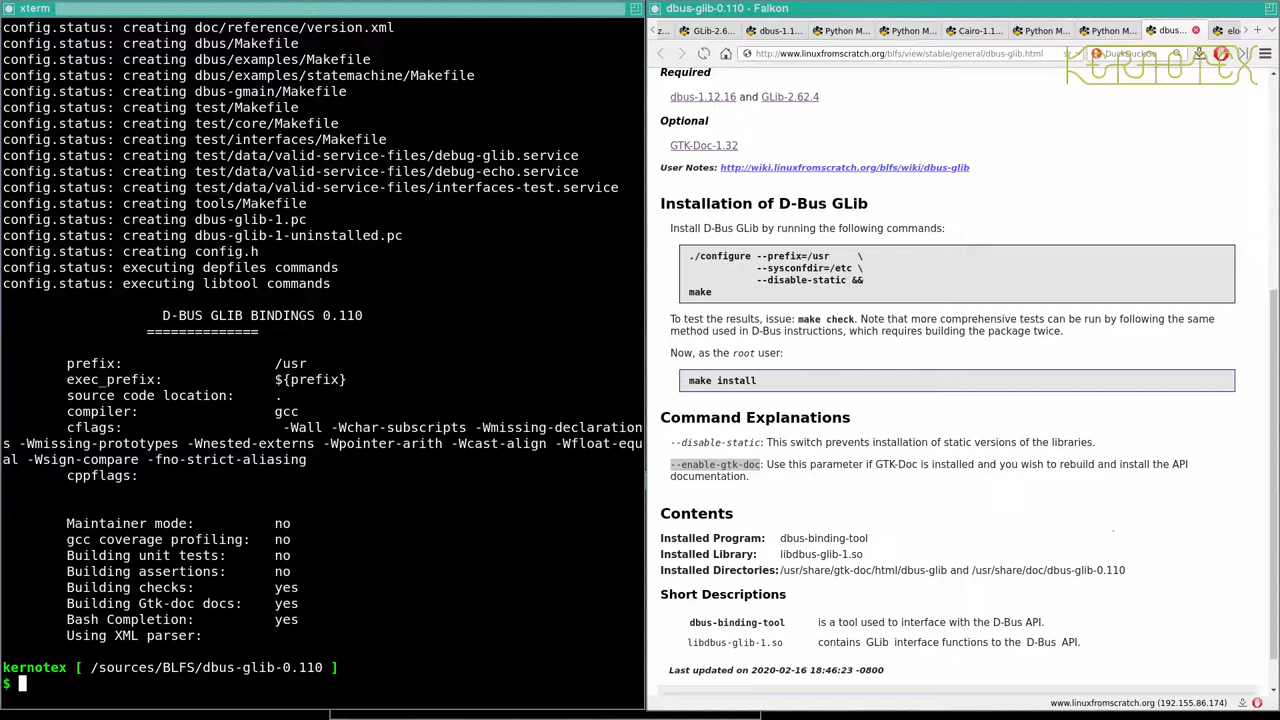 xterm
config.status: creating doc/reference/version.xml
config.status: creating dbus/Makefile
config.status: creating dbus/examples/Makefile
config.status: creating dbus/examples/statemachine/Makefile
config.status: creating dbus-gmain/Makefile
config.status: creating test/Makefile
config.status: creating test/core/Makefile
config.status: creating test/interfaces/Makefile
config.status: creating test/data/valid-service-files/debug-glib.service
config.status: creating test/data/valid-service-files/debug-echo.service
config.status: creating test/data/valid-service-files/interfaces-test.service
config.status: creating tools/Makefile
config.status: creating dbus-glib-1.pc
config.status: creating dbus-glib-1-uninstalled.pc
config.status: creating config.h
config.status: executing depfiles commands
config.status: executing libtool commands
D-BUS GLIB BINDINGS 0.110
==============
prefix: /usr
exec_prefix: ${prefix}
source code location: .
compiler: gcc
cflags: -Wall -Wchar-subscripts -Wmissing-declaration
s -Wmissing-prototypes -Wnested-externs -Wpointer-arith -Wcast-align -Wfloat-equ
al -Wsign-compare -fno-strict-aliasing
cppflags:
Maintainer mode: no
gcc coverage profiling: no
Building unit tests: no
Building assertions: no
Building checks: yes
Building Gtk-doc docs: yes
Bash Completion: yes
Using XML parser:
kernotex [ /sources/BLFS/dbus-glib-0.110 ]
$
dbus-glib-0.110 - Falkon
z... GLib-2.6... dbus-1.1... Python M... Python M... Cairo-1.1... Python M... Python M... dbus... elo
http://www.linuxfromscratch.org/blfs/view/stable/general/dbus-glib.html DuckDuckGo
KERNOTEX
Required
dbus-1.12.16 and GLib-2.62.4
Optional
GTK-Doc-1.32
User Notes: http://wiki.linuxfromscratch.org/blfs/wiki/dbus-glib
Installation of D-Bus GLib
Install D-Bus GLib by running the following commands:
./configure --prefix=/usr \
--sysconfdir=/etc \
--disable-static &&
make
To test the results, issue: make check. Note that more comprehensive tests can be run by following the same
method used in D-Bus instructions, which requires building the package twice.
Now, as the root user:
make install
Command Explanations
--disable-static: This switch prevents installation of static versions of the libraries.
--enable-gtk-doc: Use this parameter if GTK-Doc is installed and you wish to rebuild and install the API
documentation.
Contents
Installed Program: dbus-binding-tool
Installed Library: libdbus-glib-1.so
Installed Directories: /usr/share/gtk-doc/html/dbus-glib and /usr/share/doc/dbus-glib-0.110
Short Descriptions
dbus-binding-tool is a tool used to interface with the D-Bus API.
libdbus-glib-1.so contains GLib interface functions to the D-Bus API.
Last updated on 2020-02-16 18:46:23 -0800
www.linuxfromscratch.org (192.155.86.174)